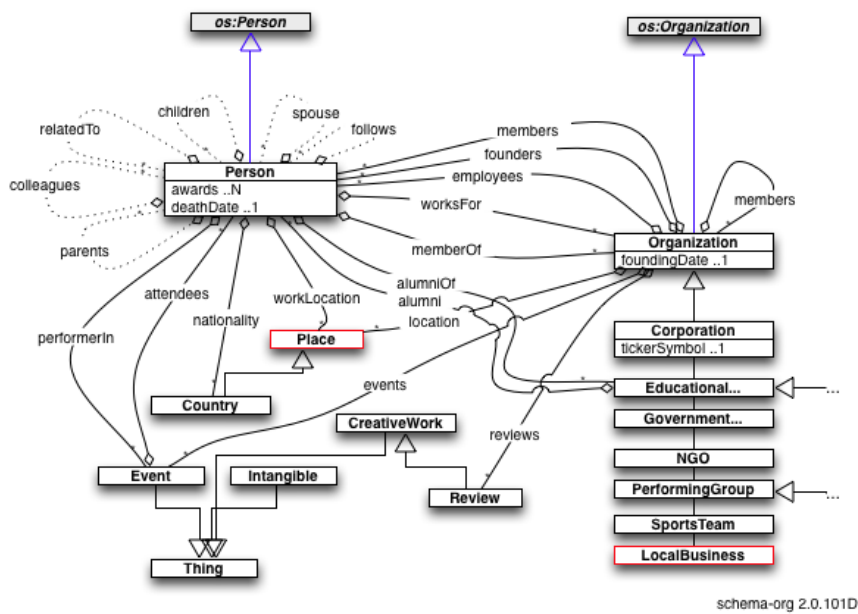 os:Person
os:Organization
children
spouse
relatedTo
follows
members
founders
employees
colleagues
Person
awards ..N
deathDate ..1
worksFor
members
parents
memberOf
Organization
foundingDate ..1
attendees
alumniOf
alumni
workLocation
nationality
location
performerIn
Place
Corporation
tickerSymbol ..1
events
Educational...
...
Country
CreativeWork
Government...
reviews
NGO
Event
Intangible
Review
PerformingGroup
...
SportsTeam
LocalBusiness
Thing
schema-org 2.0.101D